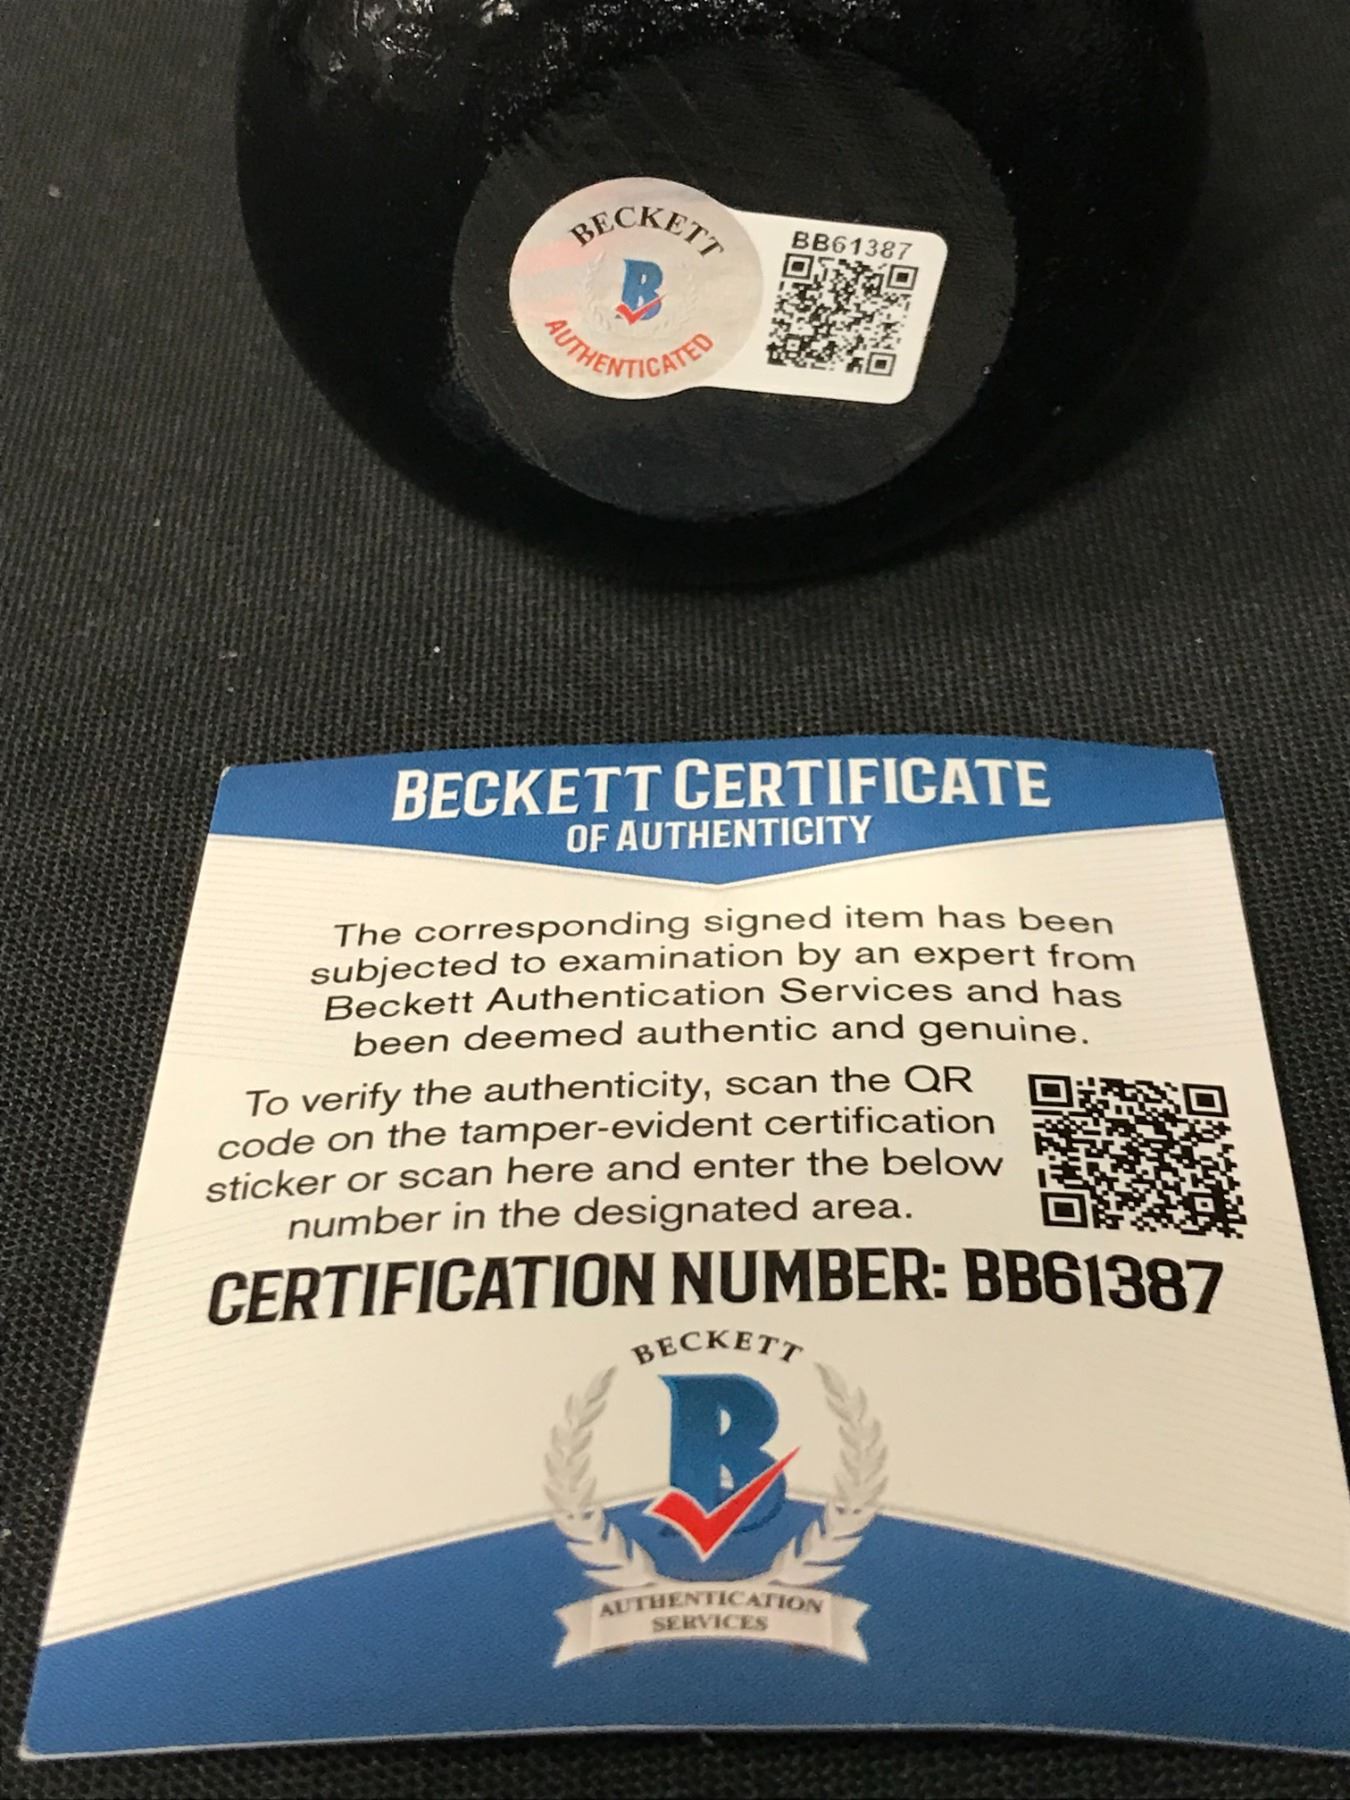 BECKETT
B
AUTHENTICATED
BB61387
BECKETT CERTIFICATE
OF AUTHENTICITY
The corresponding signed item has been
subjected to examination by an expert from
Beckett Authentication Services and has
been deemed authentic and genuine.
To verify the authenticity, scan the QR
code on the tamper-evident certification
sticker or scan here and enter the below
number in the designated area.
CERTIFICATION NUMBER: BB61387
BECKETT
B
AUTHENTICATION
SERVICES